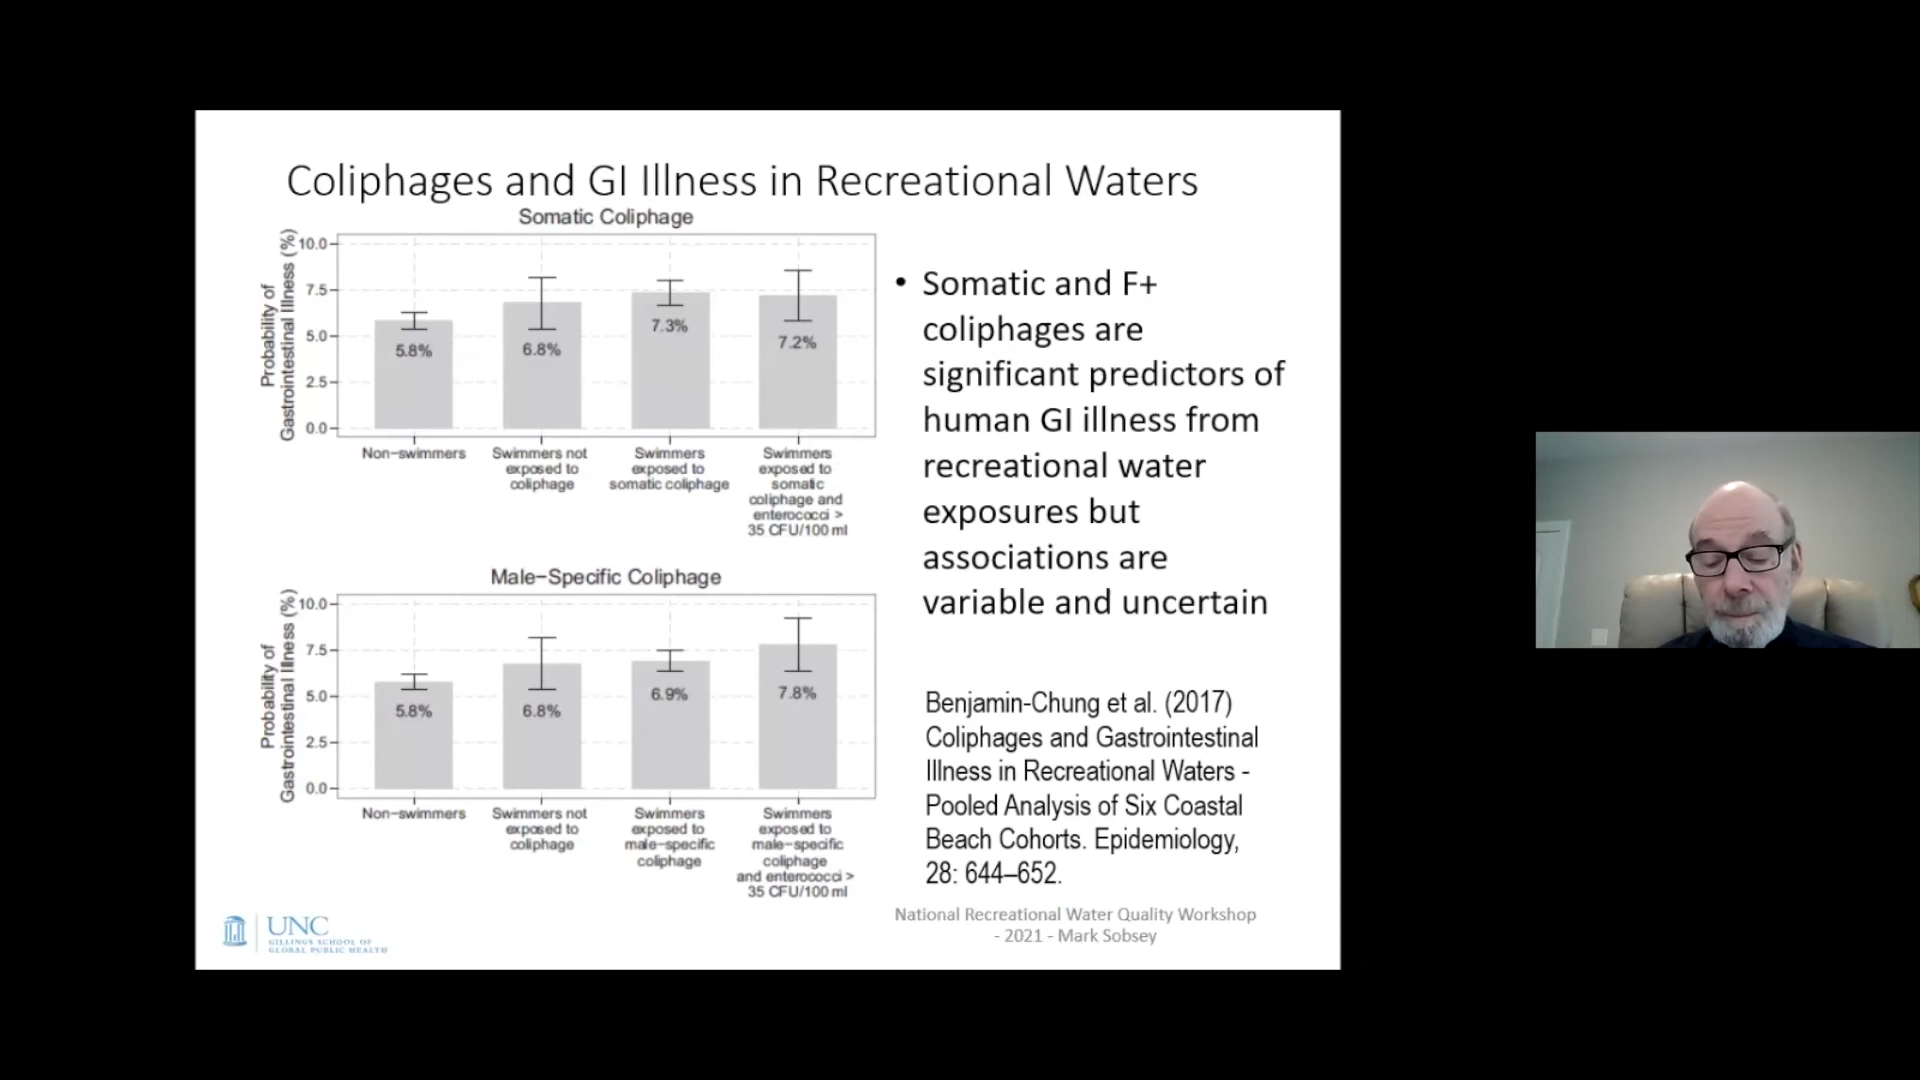 Coliphages and GI Illness in Recreational Waters
Somatic Coliphage
Probability of
Gastrointestinal Illness (%)
10.0
7.5
5.0
2.5
0.0
5.8%
6.8%
7.3%
7.2%
Non-swimmers
Swimmers not
exposed to
coliphage
Swimmers
exposed to
somatic coliphage
Swimmers
exposed to
somatic
coliphage and
enterococci >
35 CFU/100 ml
Male-Specific Coliphage
Probability of
Gastrointestinal Illness (%)
10.0
7.5
5.0
2.5
0.0
5.8%
6.8%
6.9%
7.8%
Non-swimmers
Swimmers not
exposed to
coliphage
Swimmers
exposed to
male-specific
coliphage
Swimmers
exposed to
male-specific
coliphage
and enterococci >
35 CFU/100 ml
• Somatic and F+
coliphages are
significant predictors of
human GI illness from
recreational water
exposures but
associations are
variable and uncertain
Benjamin-Chung et al. (2017)
Coliphages and Gastrointestinal
Illness in Recreational Waters -
Pooled Analysis of Six Coastal
Beach Cohorts. Epidemiology,
28: 644–652.
UNC
GILLINGS SCHOOL OF
GLOBAL PUBLIC HEALTH
National Recreational Water Quality Workshop
- 2021 - Mark Sobsey